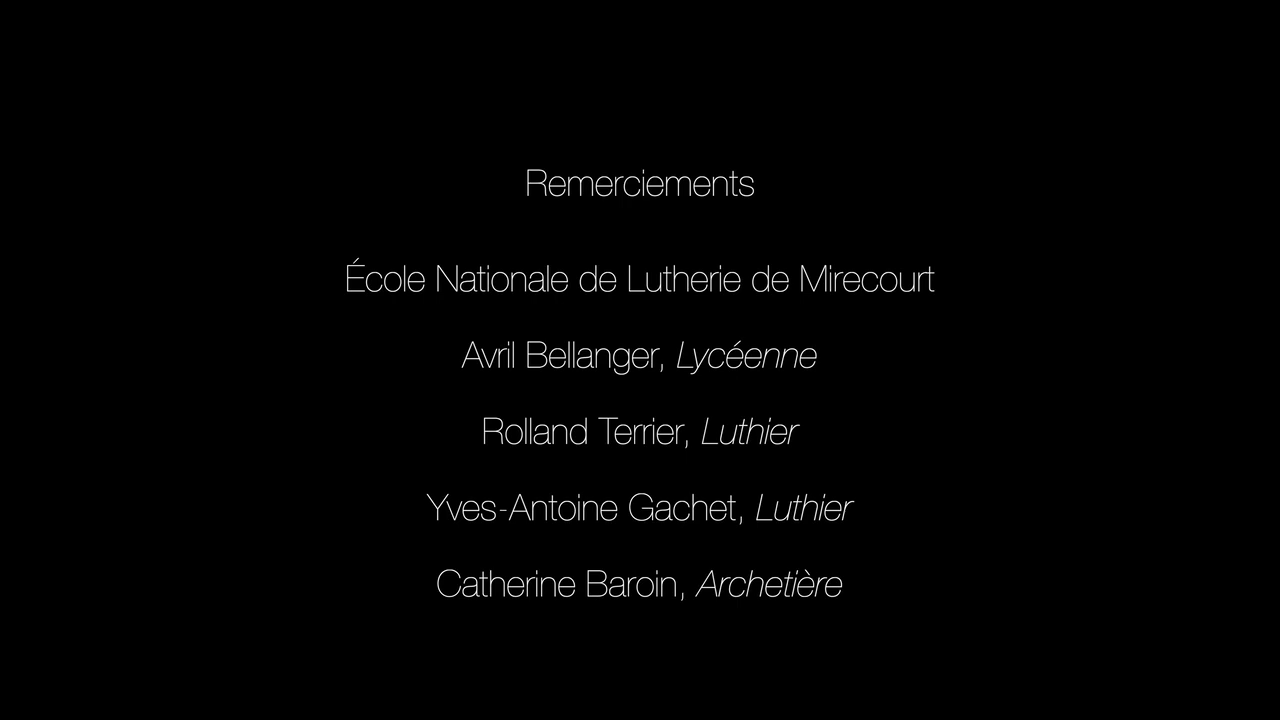 Remerciements
École Nationale de Lutherie de Mirecourt
Avril Bellanger, Lycéenne
Rolland Terrier, Luthier
Yves-Antoine Gachet, Luthier
Catherine Baroin, Archetière